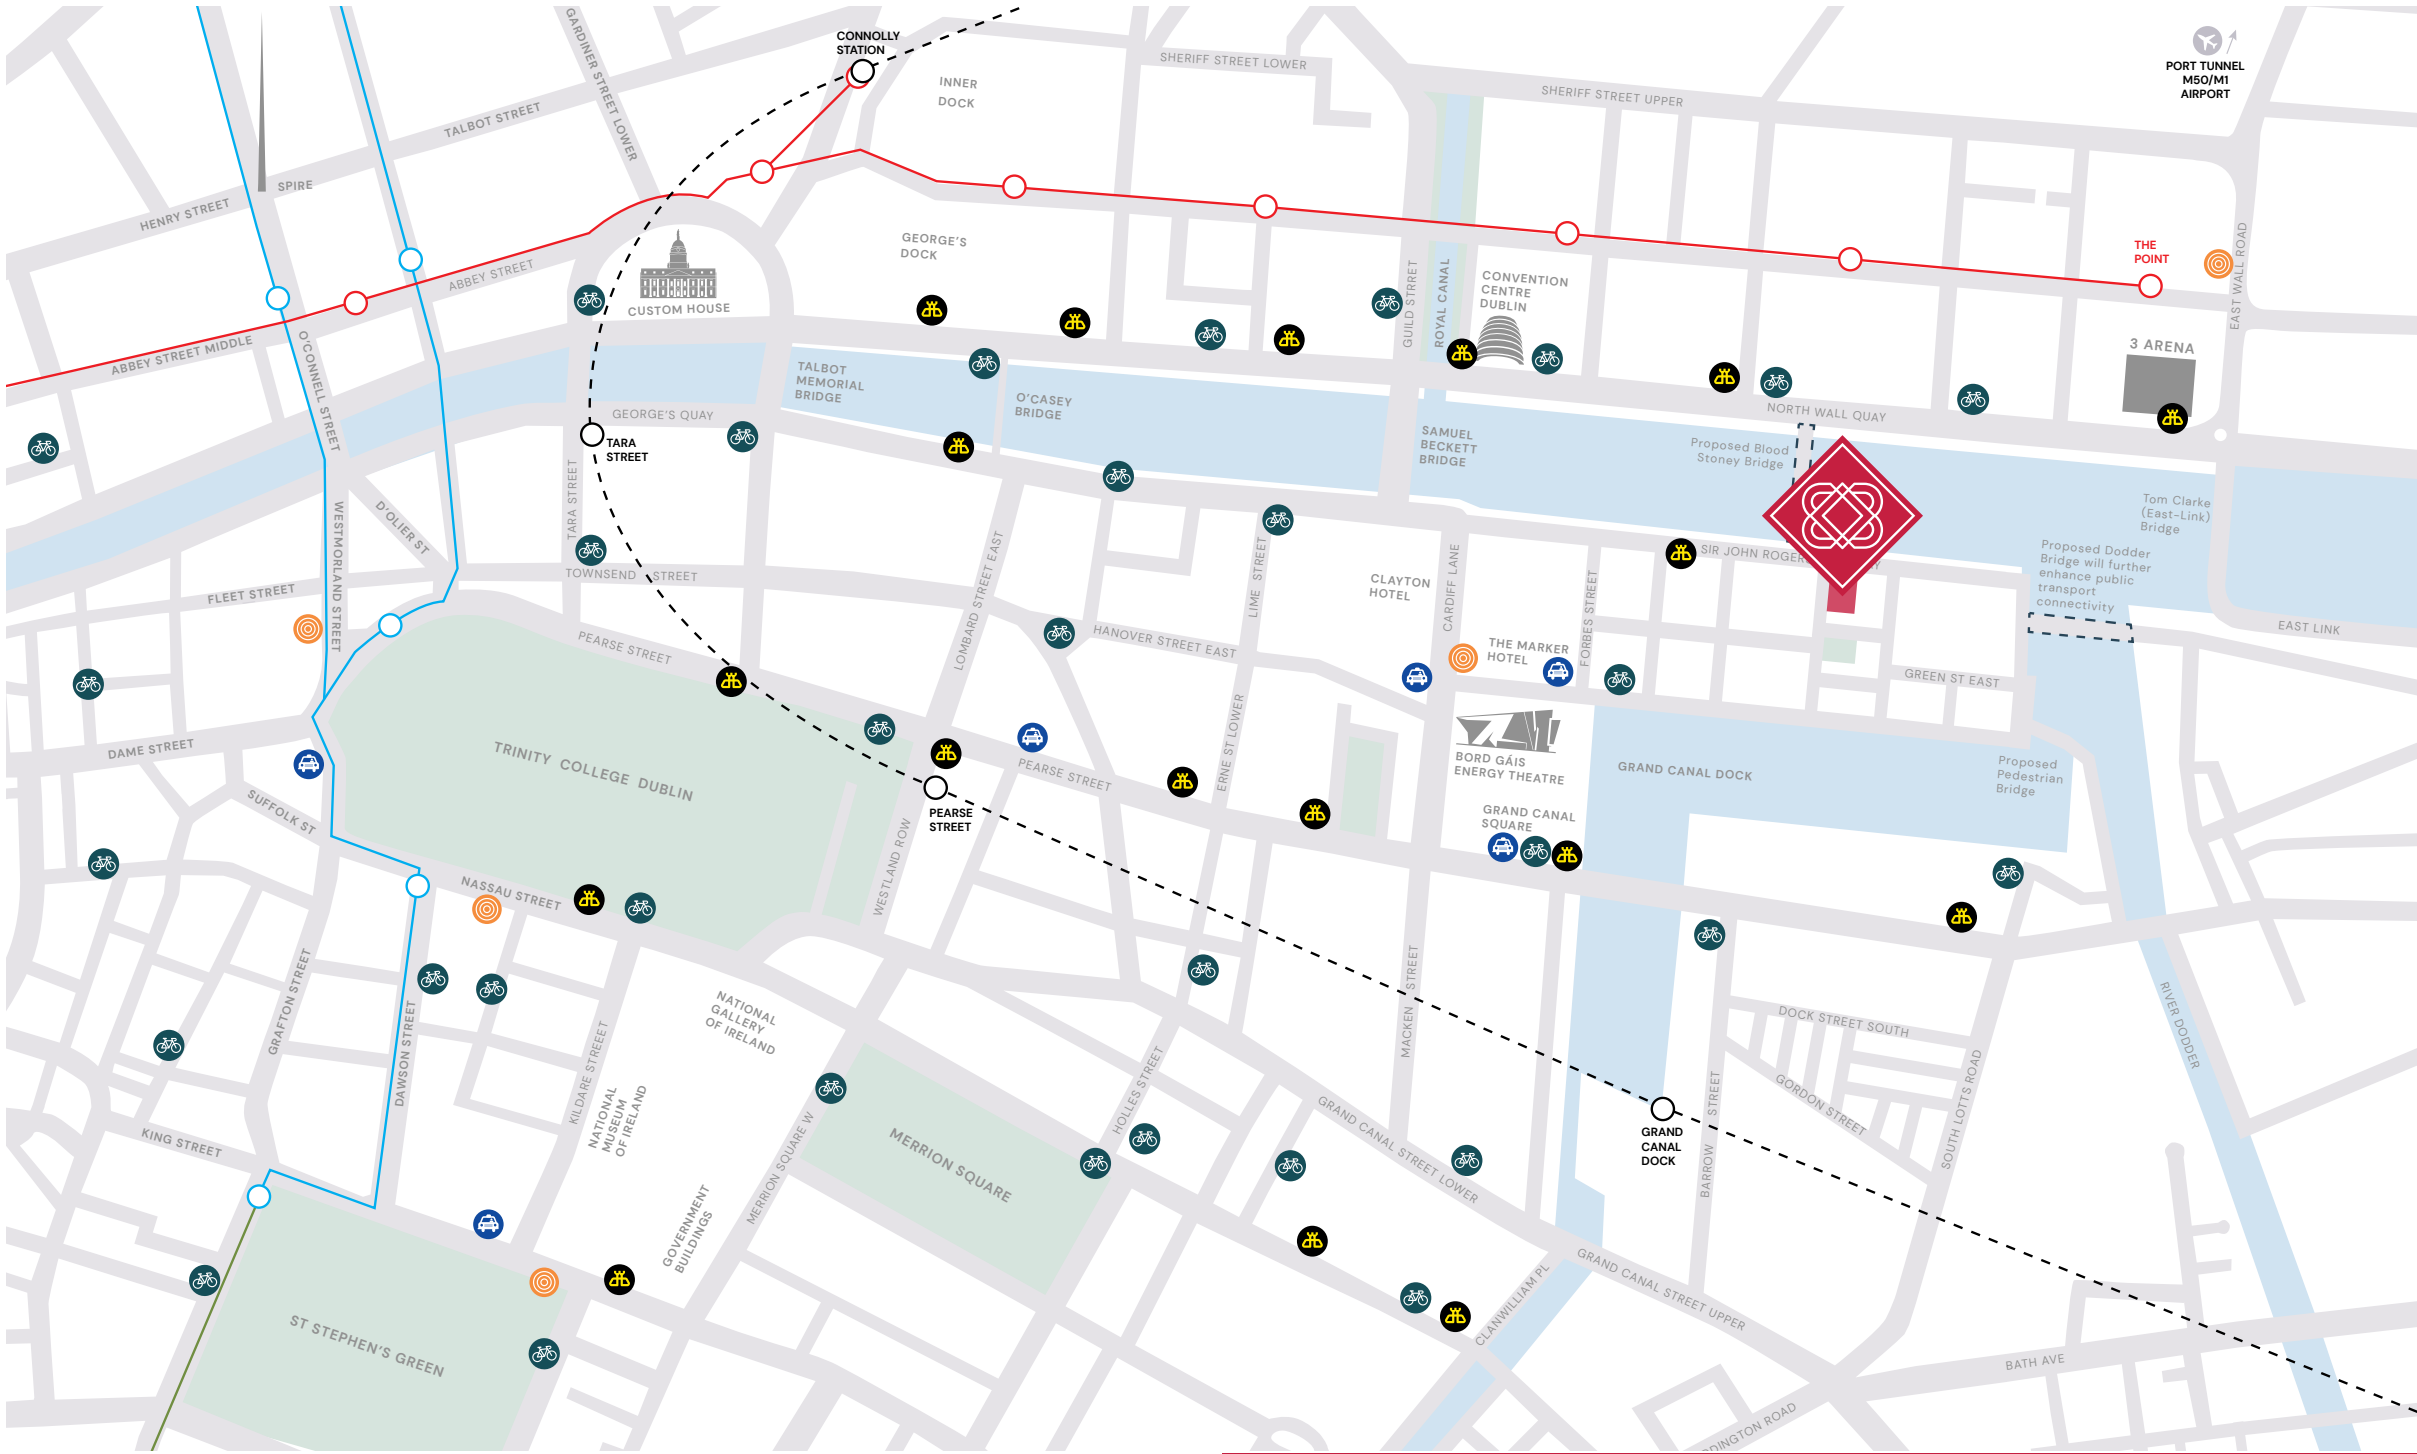 CONNOLLY
STATION
GARDINER STREET LOWER
INNER
DOCK
SHERIFF STREET LOWER
SHERIFF STREET UPPER
PORT TUNNEL
M50/M1
AIRPORT
TALBOT STREET
SPIRE
HENRY STREET
ABBEY STREET
ABBEY STREET MIDDLE
O'CONNELL STREET
CUSTOM HOUSE
GEORGE'S
DOCK
GUILD STREET
ROYAL CANAL
CONVENTION
CENTRE
DUBLIN
THE
POINT
EAST WALL ROAD
3 ARENA
TALBOT
MEMORIAL
BRIDGE
O'CASEY
BRIDGE
GEORGE'S QUAY
TARA
STREET
SAMUEL
BECKETT
BRIDGE
NORTH WALL QUAY
Proposed Blood
Stoney Bridge
Tom Clarke
(East-Link)
Bridge
Proposed Dodder
Bridge will further
enhance public
transport
connectivity
EAST LINK
D'OLIER ST
WESTMORLAND STREET
FLEET STREET
TARA STREET
TOWNSEND STREET
PEARSE STREET
LOMBARD STREET EAST
HANOVER STREET EAST
LIME STREET
CLAYTON
HOTEL
CARDIFF LANE
SIR JOHN
THE MARKER
HOTEL
FORBES STREET
GREEN ST EAST
DAME STREET
SUFFOLK ST
TRINITY COLLEGE DUBLIN
PEARSE
STREET
PEARSE STREET
ERNE ST LOWER
BORD GÁIS
ENERGY THEATRE
GRAND CANAL DOCK
Proposed
Pedestrian
Bridge
GRAND CANAL
SQUARE
WESTLAND ROW
NASSAU STREET
GRAFTON STREET
DAWSON STREET
KILDARE STREET
NATIONAL
GALLERY
OF IRELAND
NATIONAL
MUSEUM
OF IRELAND
MACKEN STREET
DOCK STREET SOUTH
GORDON STREET
SOUTH LOTTS ROAD
RIVER DODDER
KING STREET
MERRION SQUARE W
MERRION SQUARE
HOLLES STREET
GRAND CANAL STREET LOWER
GRAND
CANAL
DOCK
BARROW STREET
GOVERNMENT
BUILDINGS
ST STEPHEN'S GREEN
CLANWILLIAM PL
GRAND CANAL STREET UPPER
BATH AVE